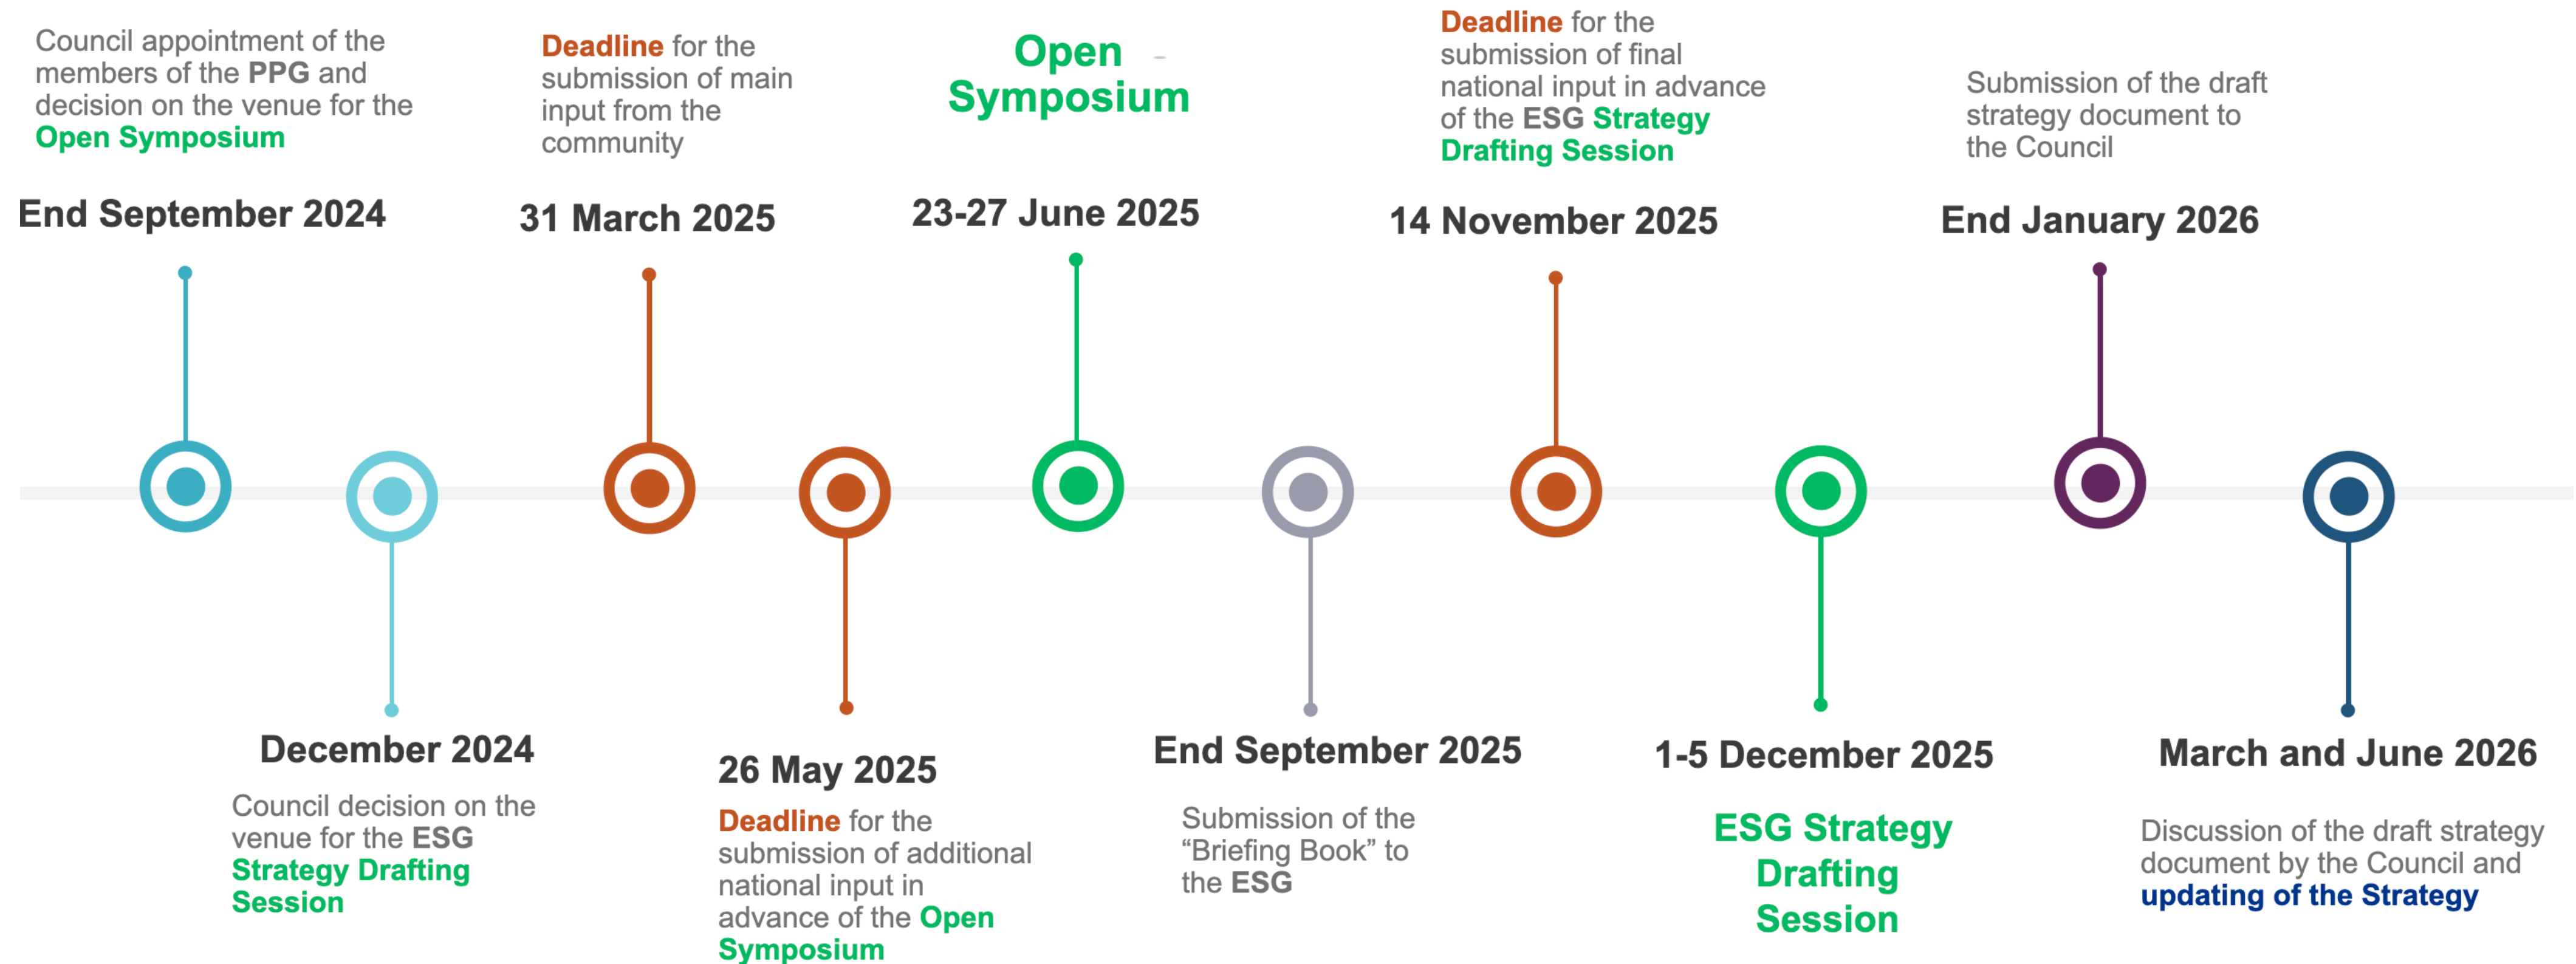 Council appointment of the
members of the PPG and
decision on the venue for the
Open Symposium
End September 2024
December 2024
Council decision on the
venue for the ESG
Strategy Drafting
Session
Deadline for the
submission of main
input from the
community
31 March 2025
26 May 2025
Deadline for the
submission of additional
national input in
advance of the Open
Symposium
Open -
Symposium
23-27 June 2025
End September 2025
Submission of the
“Briefing Book” to
the ESG
Deadline for the
submission of final
national input in advance
of the ESG Strategy
Drafting Session
14 November 2025
1-5 December 2025
ESG Strategy
Drafting
Session
Submission of the draft
strategy document to
the Council
End January 2026
March and June 2026
Discussion of the draft strategy
document by the Council and
updating of the Strategy